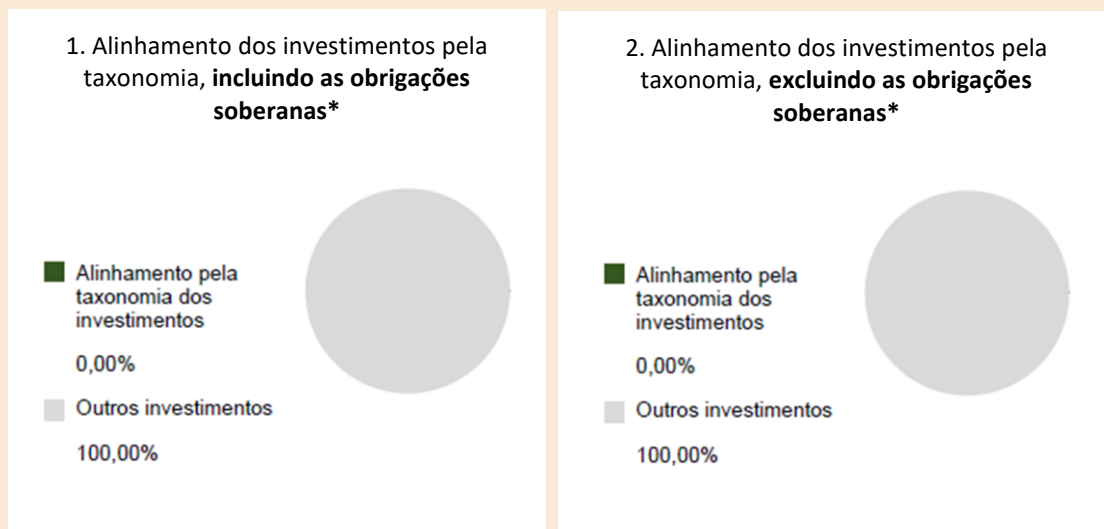 1. Alinhamento dos investimentos pela
taxonomia, incluindo as obrigações
soberanas*
Alinhamento pela
taxonomia dos
investimentos
0,00%
Outros investimentos
100,00%
2. Alinhamento dos investimentos pela
taxonomia, excluindo as obrigações
soberanas*
Alinhamento pela
taxonomia dos
investimentos
0,00%
Outros investimentos
100,00%